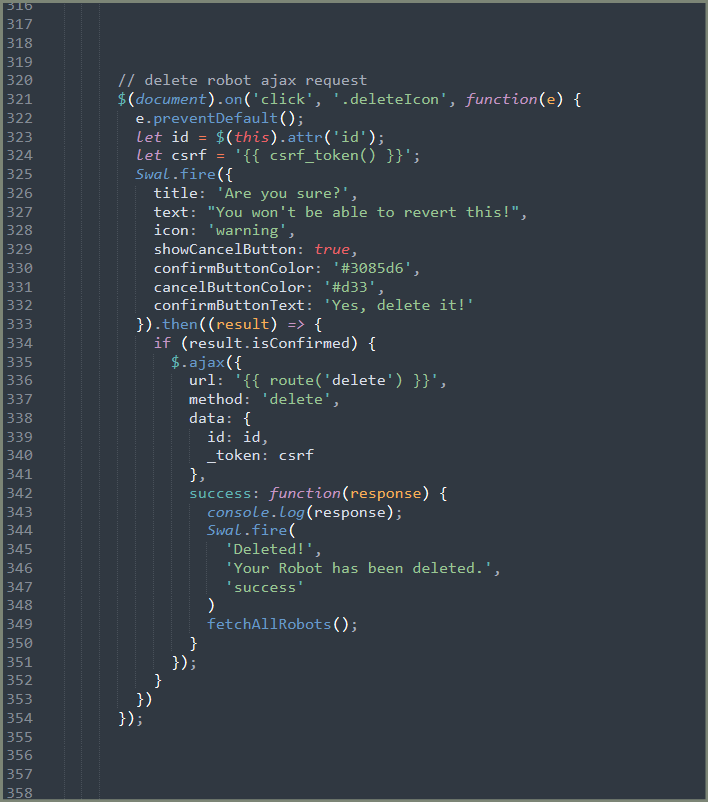 316
317
318
319
320 // delete robot ajax request
321 $(document).on('click', '.deleteIcon', function(e) {
322   e.preventDefault();
323   let id = $(this).attr('id');
324   let csrf = '{{ csrf_token() }}';
325   Swal.fire({
326     title: 'Are you sure?',
327     text: "You won't be able to revert this!",
328     icon: 'warning',
329     showCancelButton: true,
330     confirmButtonColor: '#3085d6',
331     cancelButtonColor: '#d33',
332     confirmButtonText: 'Yes, delete it!'
333   }).then((result) => {
334     if (result.isConfirmed) {
335       $.ajax({
336         url: '{{ route('delete') }}',
337         method: 'delete',
338         data: {
339           id: id,
340           _token: csrf
341         },
342         success: function(response) {
343           console.log(response);
344           Swal.fire(
345             'Deleted!',
346             'Your Robot has been deleted.',
347             'success'
348           )
349           fetchAllRobots();
350         }
351       });
352     }
353   })
354 });
355
356
357
358